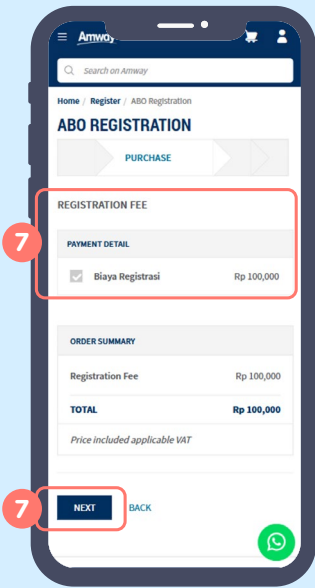 Amway
Search on Amway
Home / Register / ABO Registration
ABO REGISTRATION
PURCHASE
REGISTRATION FEE
7
PAYMENT DETAIL
Biaya Registrasi Rp 100,000
ORDER SUMMARY
Registration Fee Rp 100,000
TOTAL Rp 100,000
Price included applicable VAT
7
NEXT BACK